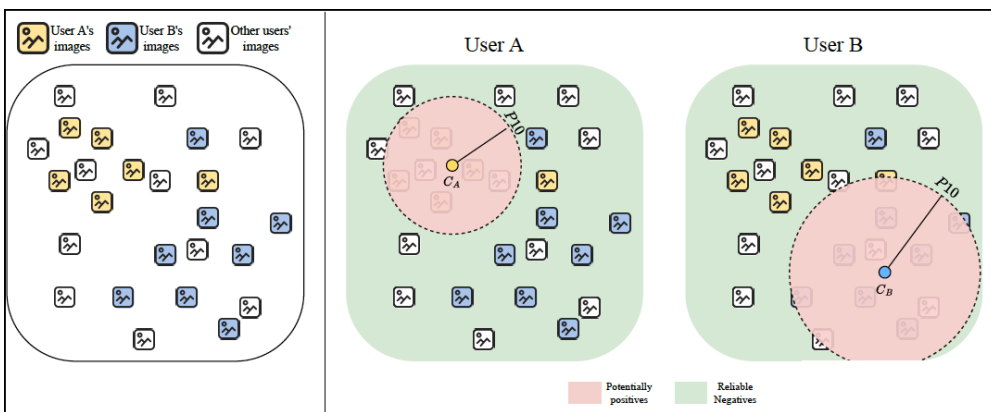 User A's
images
User B's
images
Other users'
images
User A
User B
P10
C_A
P10
C_B
Potentially
positives
Reliable
Negatives